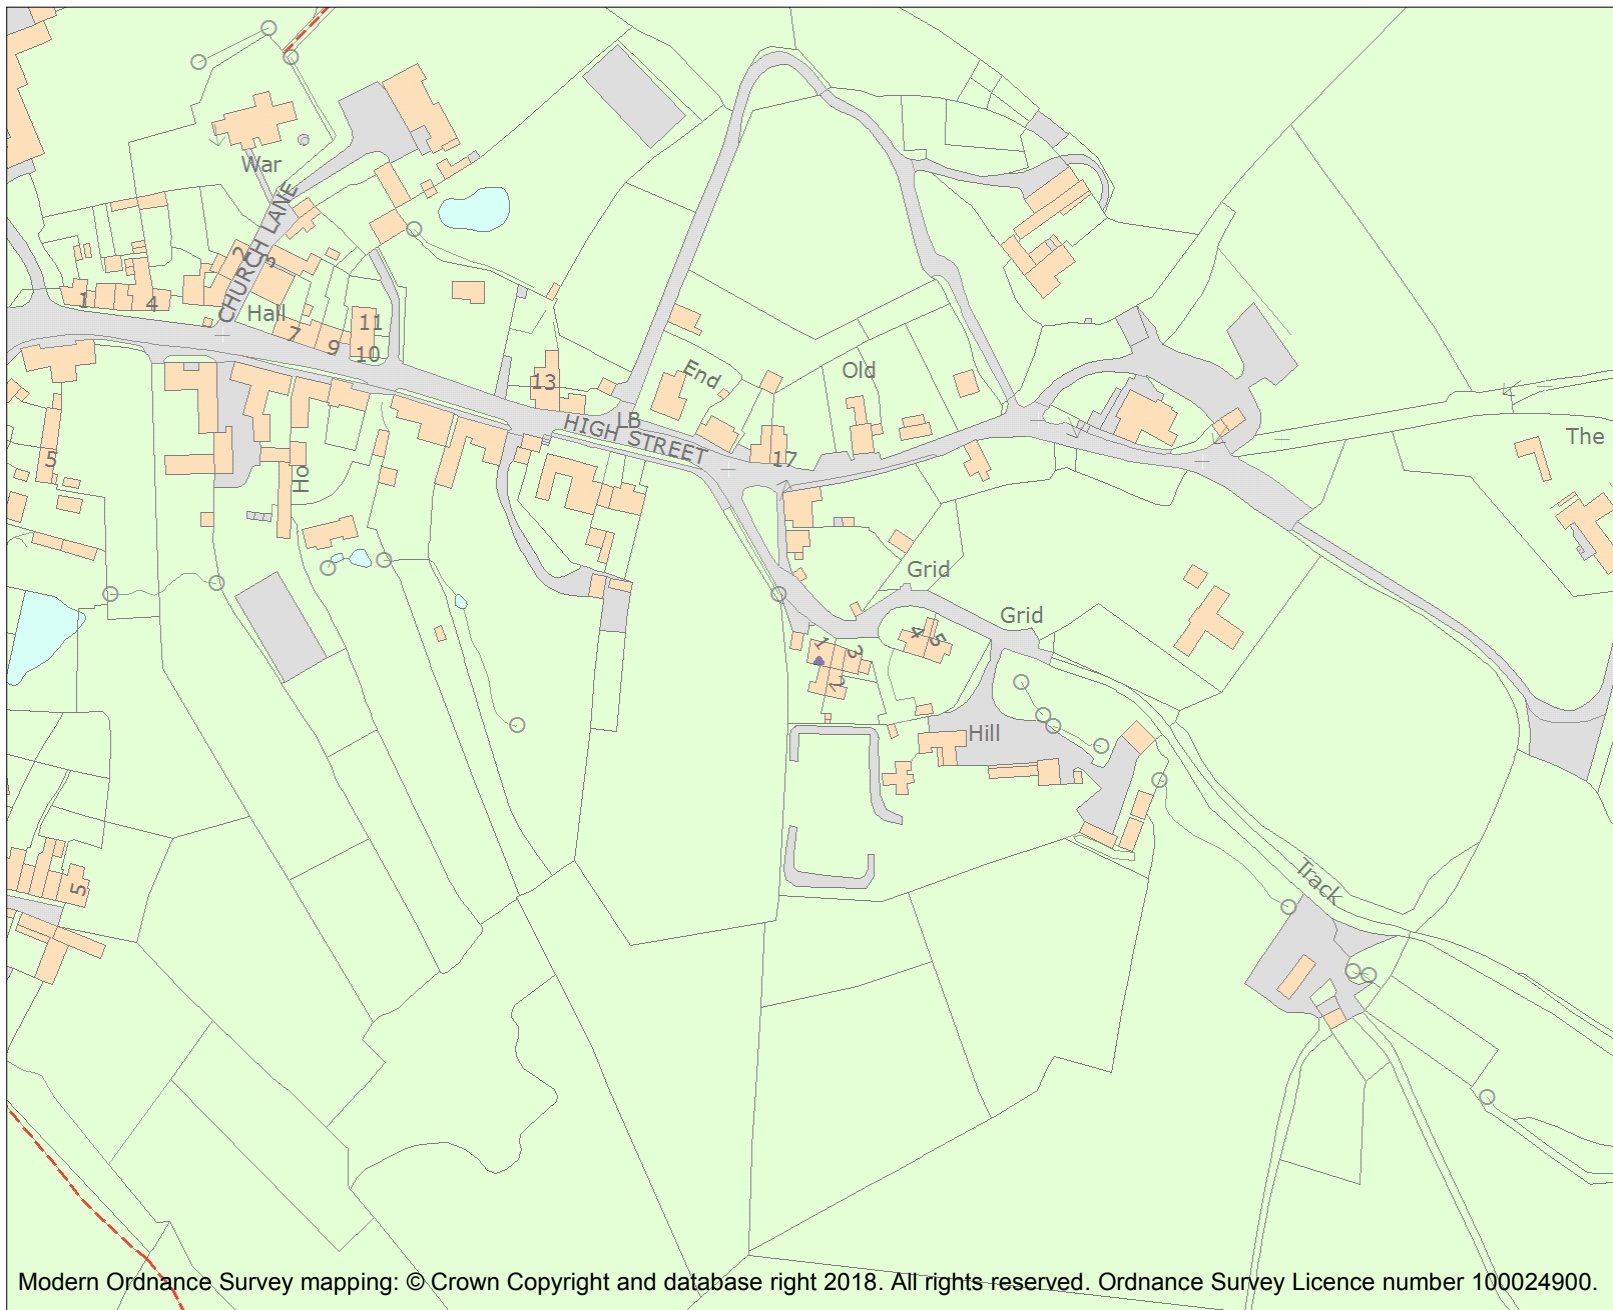 War
CHURCH LANE
2
3
1
4
Hall
7
9
11
10
13
End
Old
LB
HIGH STREET
17
The
5
Ho
Grid
Grid
4
5
1
3
2
Hill
Track
5
Modern Ordnance Survey mapping: © Crown Copyright and database right 2018. All rights reserved. Ordnance Survey Licence number 100024900.